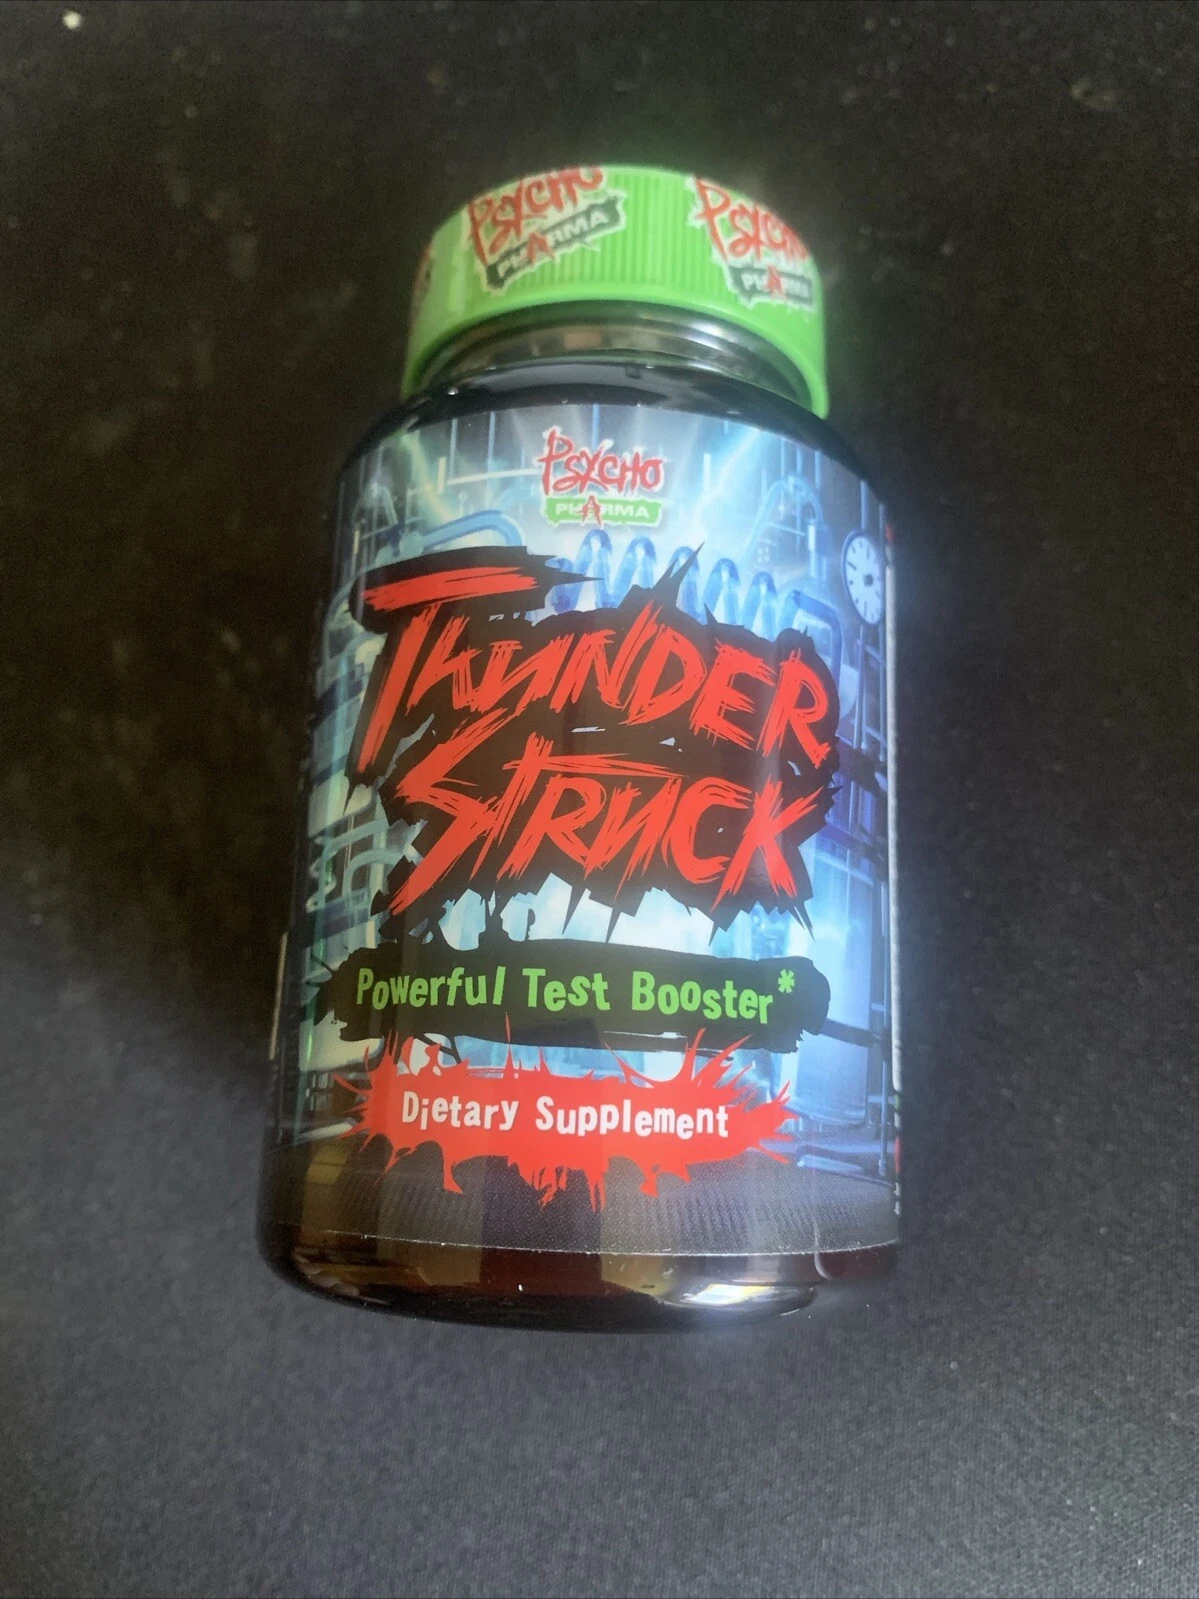 PSYCHO
PHARMA
PSYCHO
PHARMA
PSYCHO
PHARMA
THUNDER
STRUCK
Powerful Test Booster*
Dietary Supplement